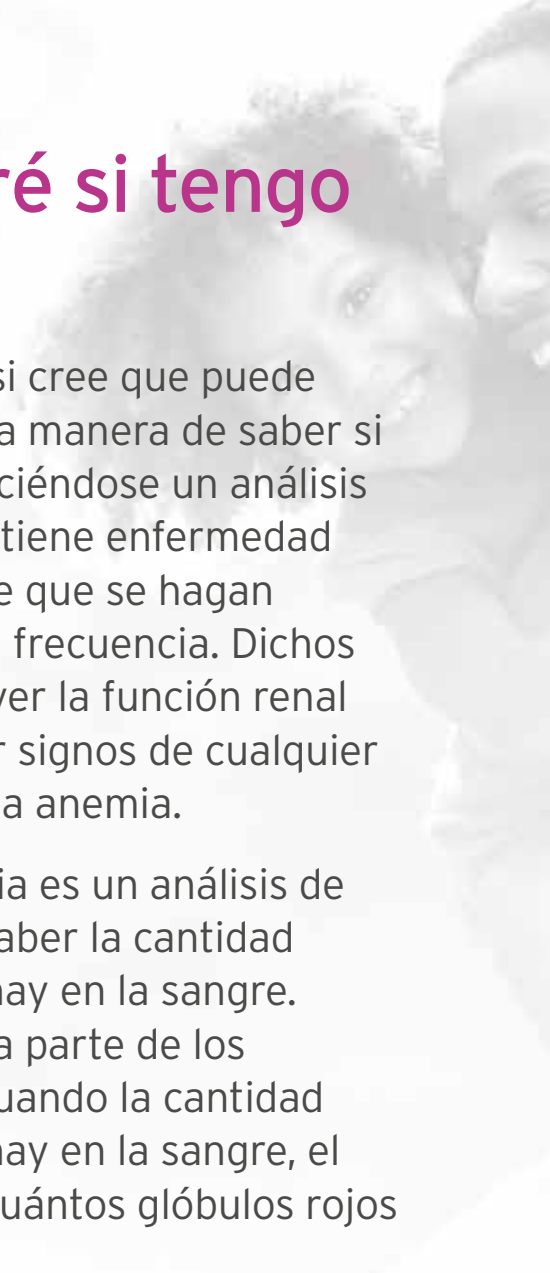 ré si tengo
si cree que puede
a manera de saber si
ciéndose un análisis
tiene enfermedad
e que se hagan
frecuencia. Dichos
ver la función renal
r signos de cualquier
a anemia.
ia es un análisis de
aber la cantidad
hay en la sangre.
a parte de los
uando la cantidad
hay en la sangre, el
uántos glóbulos rojos